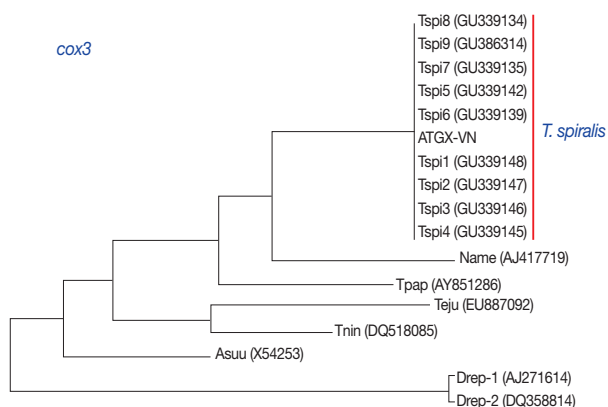 cox3
Tspi8 (GU339134)
Tspi9 (GU386314)
Tspi7 (GU339135)
Tspi5 (GU339142)
Tspi6 (GU339139)
ATGX-VN
T. spiralis
Tspi1 (GU339148)
Tspi2 (GU339147)
Tspi3 (GU339146)
Tspi4 (GU339145)
Name (AJ417719)
Tpap (AY851286)
Teju (EU887092)
Tnin (DQ518085)
Asuu (X54253)
Drep-1 (AJ271614)
Drep-2 (DQ358814)